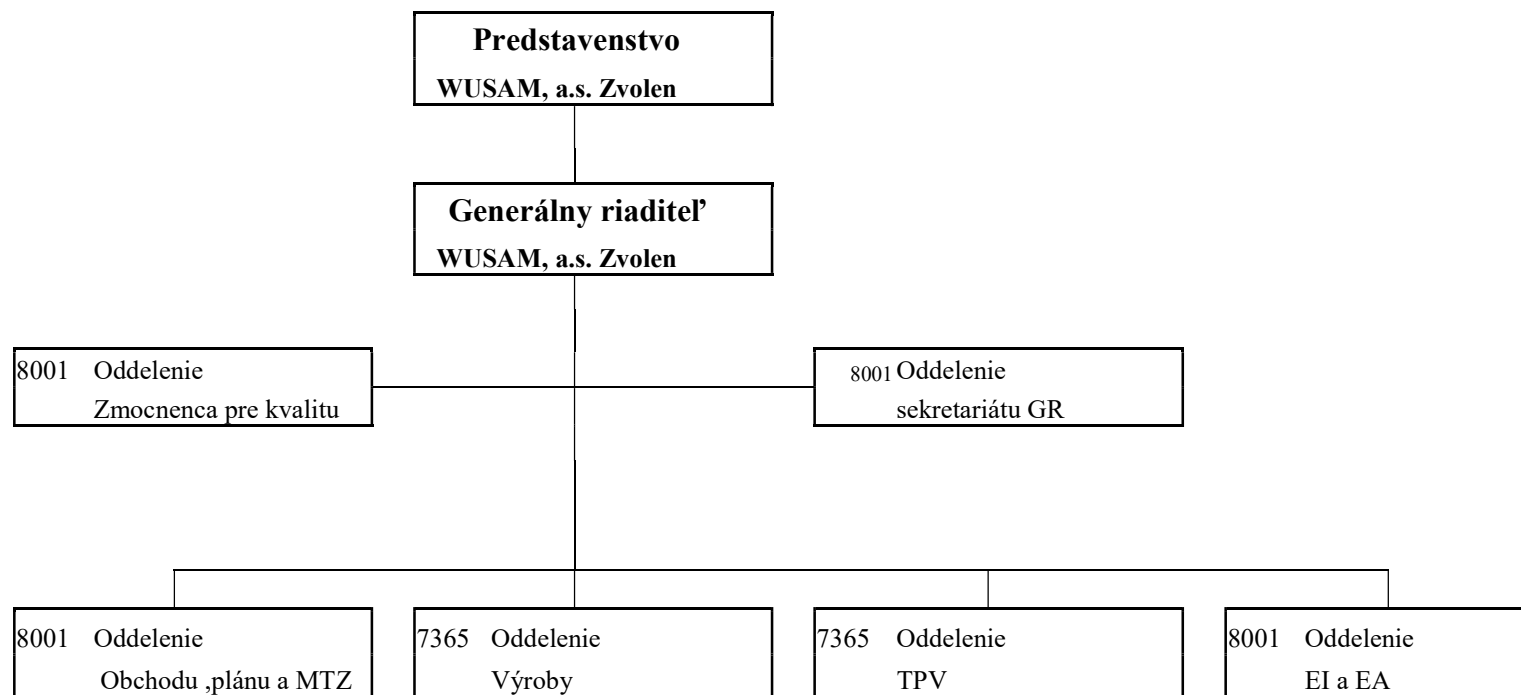 Predstavenstvo
WUSAM, a.s. Zvolen
Generálny riaditeľ
WUSAM, a.s. Zvolen
8001 Oddelenie
Zmocnenca pre kvalitu
8001 Oddelenie
sekretariátu GR
8001 Oddelenie
Obchodu ,plánu a MTZ
7365 Oddelenie
Výroby
7365 Oddelenie
TPV
8001 Oddelenie
EI a EA